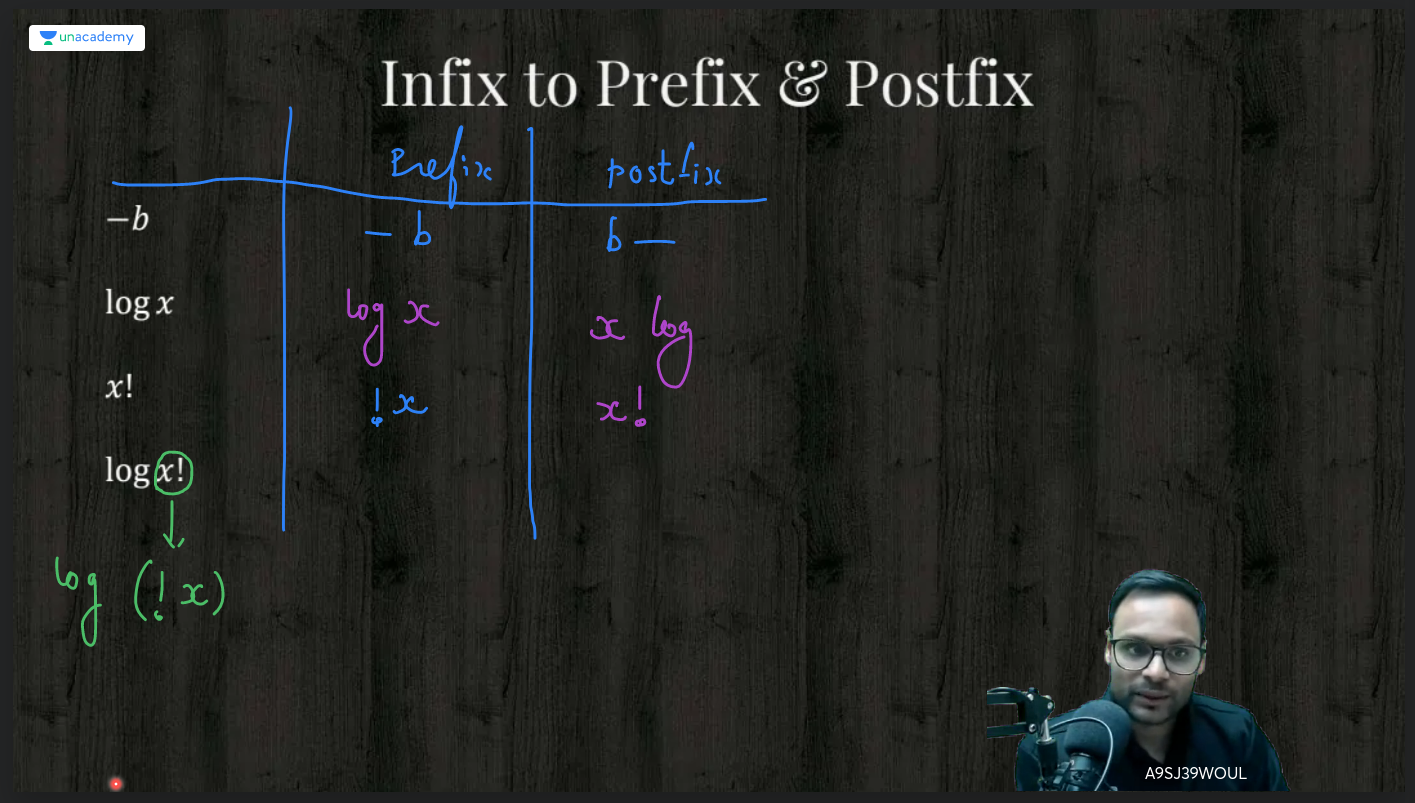 unacademy
Infix to Prefix & Postfix
Prefix postfix
−b − b b −
log x log x x log
x! !x x!
log x!
log (! x)
A9SJ39WOUL